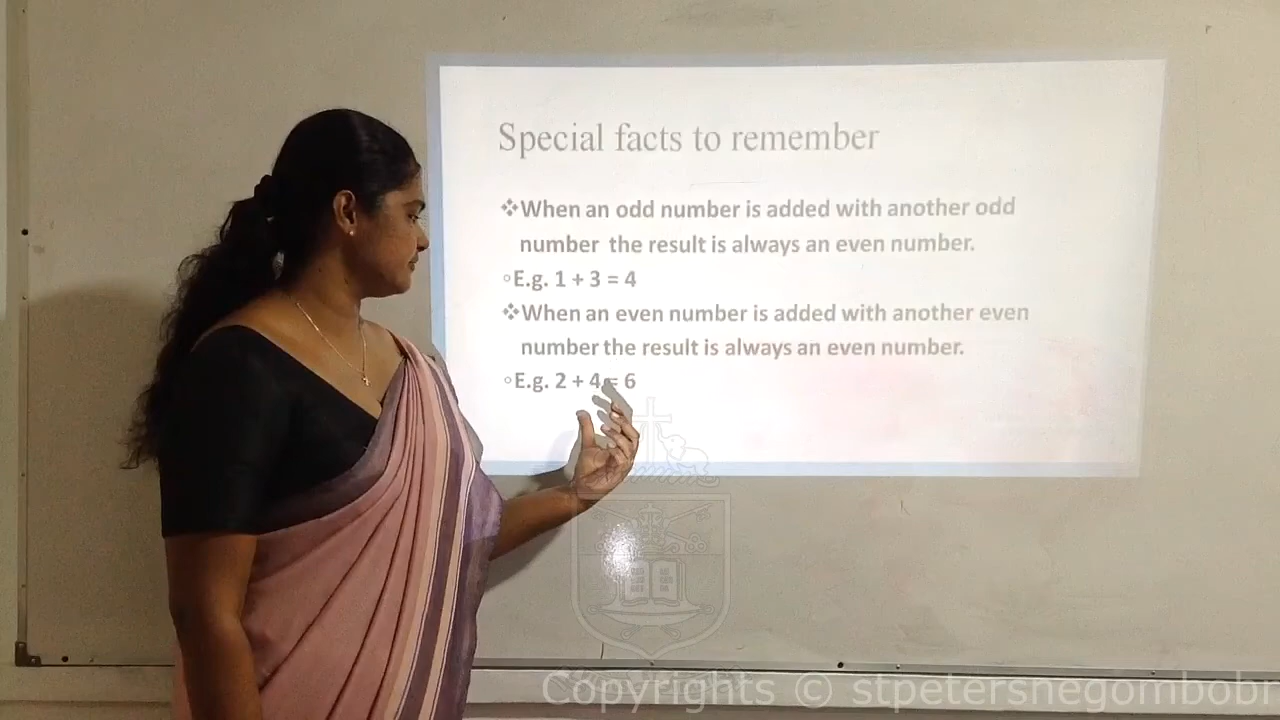 Special facts to remember
❖When an odd number is added with another odd
number the result is always an even number.
◦E.g. 1 + 3 = 4
❖When an even number is added with another even
number the result is always an even number.
◦E.g. 2 + 4 = 6
Copyrights © stpetersnegombobr